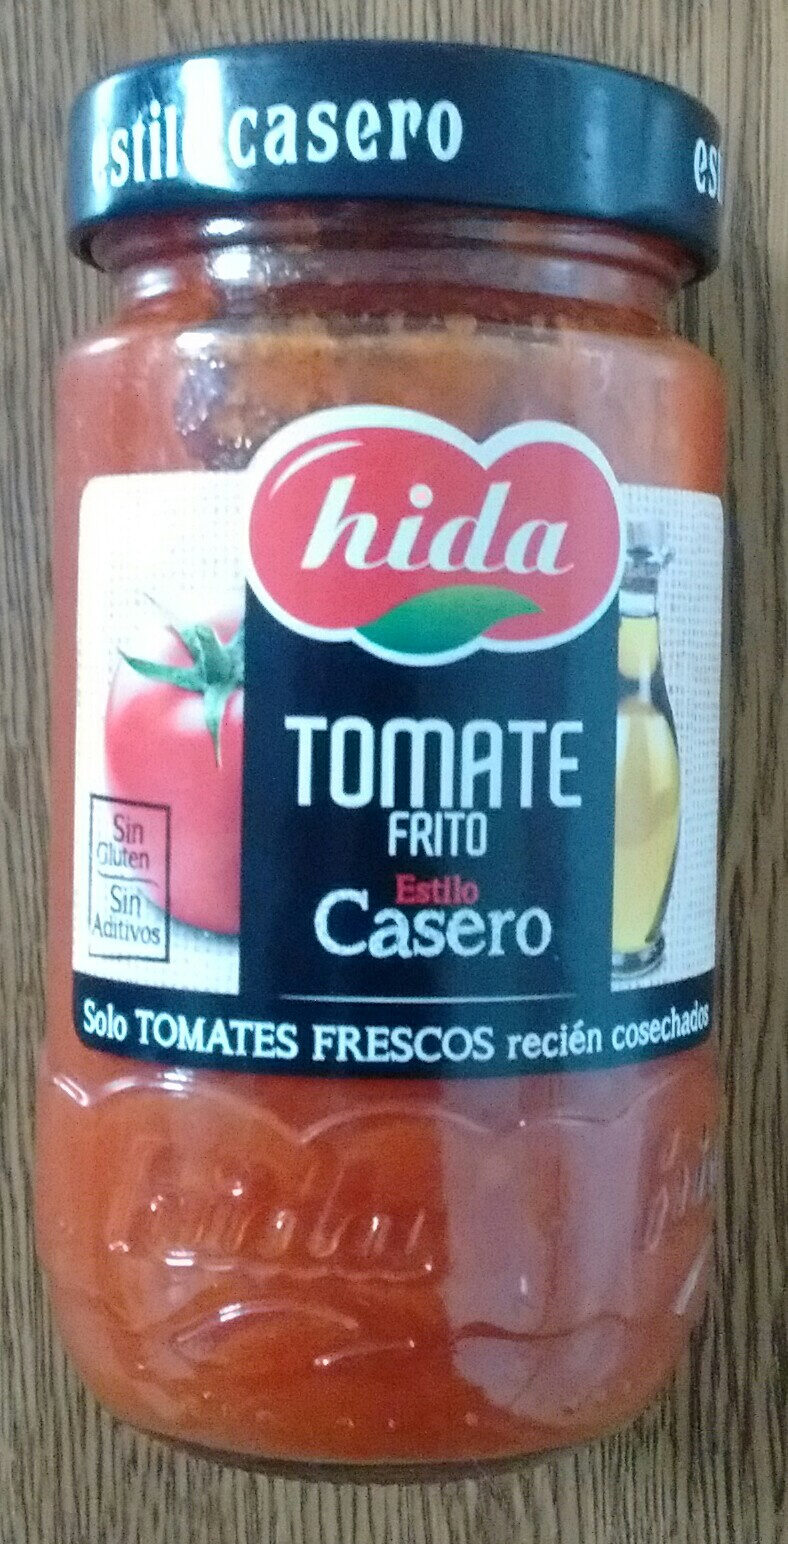 estilo casero
hida
TOMATE
FRITO
Estilo
Casero
Sin
Gluten
Sin
Aditivos
Solo TOMATES FRESCOS recién cosechados